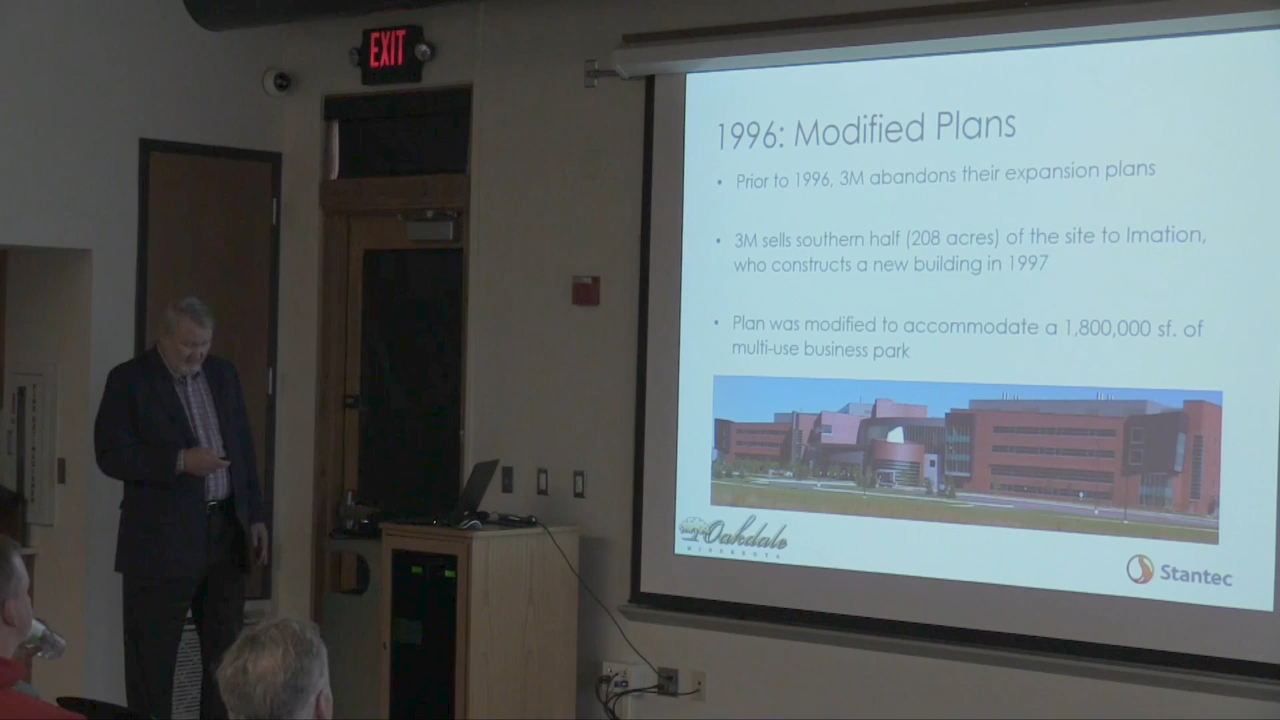 EXIT
1996: Modified Plans
• Prior to 1996, 3M abandons their expansion plans
• 3M sells southern half (208 acres) of the site to Imation,
who constructs a new building in 1997
• Plan was modified to accommodate a 1,800,000 sf. of
multi-use business park
Oakdale
MINNESOTA
Stantec